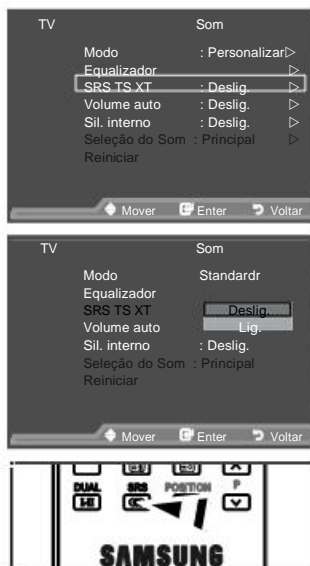 TV Som
Modo : Personalizar
Equalizador
SRS TS XT : Deslig.
Volume auto : Deslig.
Sil. interno : Deslig.
Seleção do Som : Principal
Reiniciar
Mover Enter Voltar
TV Som
Modo Standardr
Equalizador
SRS TS XT Deslig.
Volume auto Lig.
Sil. interno : Deslig.
Seleção do Som : Principal
Reiniciar
Mover Enter Voltar
DUAL SRS POSITION P
I-II
SAMSUNG